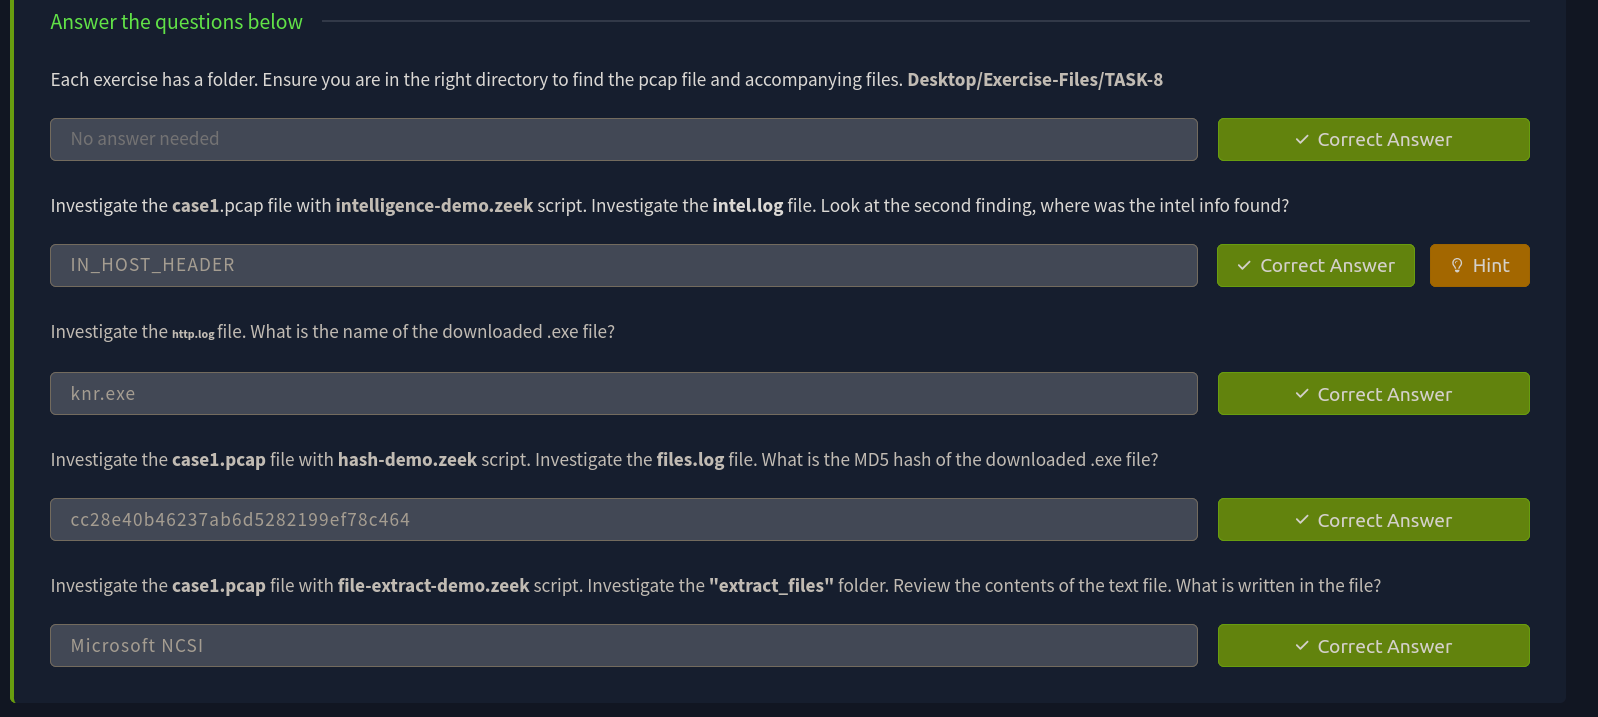 Answer the questions below
Each exercise has a folder. Ensure you are in the right directory to find the pcap file and accompanying files. Desktop/Exercise-Files/TASK-8
No answer needed
Correct Answer
Investigate the case1.pcap file with intelligence-demo.zeek script. Investigate the intel.log file. Look at the second finding, where was the intel info found?
IN_HOST_HEADER
Correct Answer
Hint
Investigate the http.log file. What is the name of the downloaded .exe file?
knr.exe
Correct Answer
Investigate the case1.pcap file with hash-demo.zeek script. Investigate the files.log file. What is the MD5 hash of the downloaded .exe file?
cc28e40b46237ab6d5282199ef78c464
Correct Answer
Investigate the case1.pcap file with file-extract-demo.zeek script. Investigate the "extract_files" folder. Review the contents of the text file. What is written in the file?
Microsoft NCSI
Correct Answer